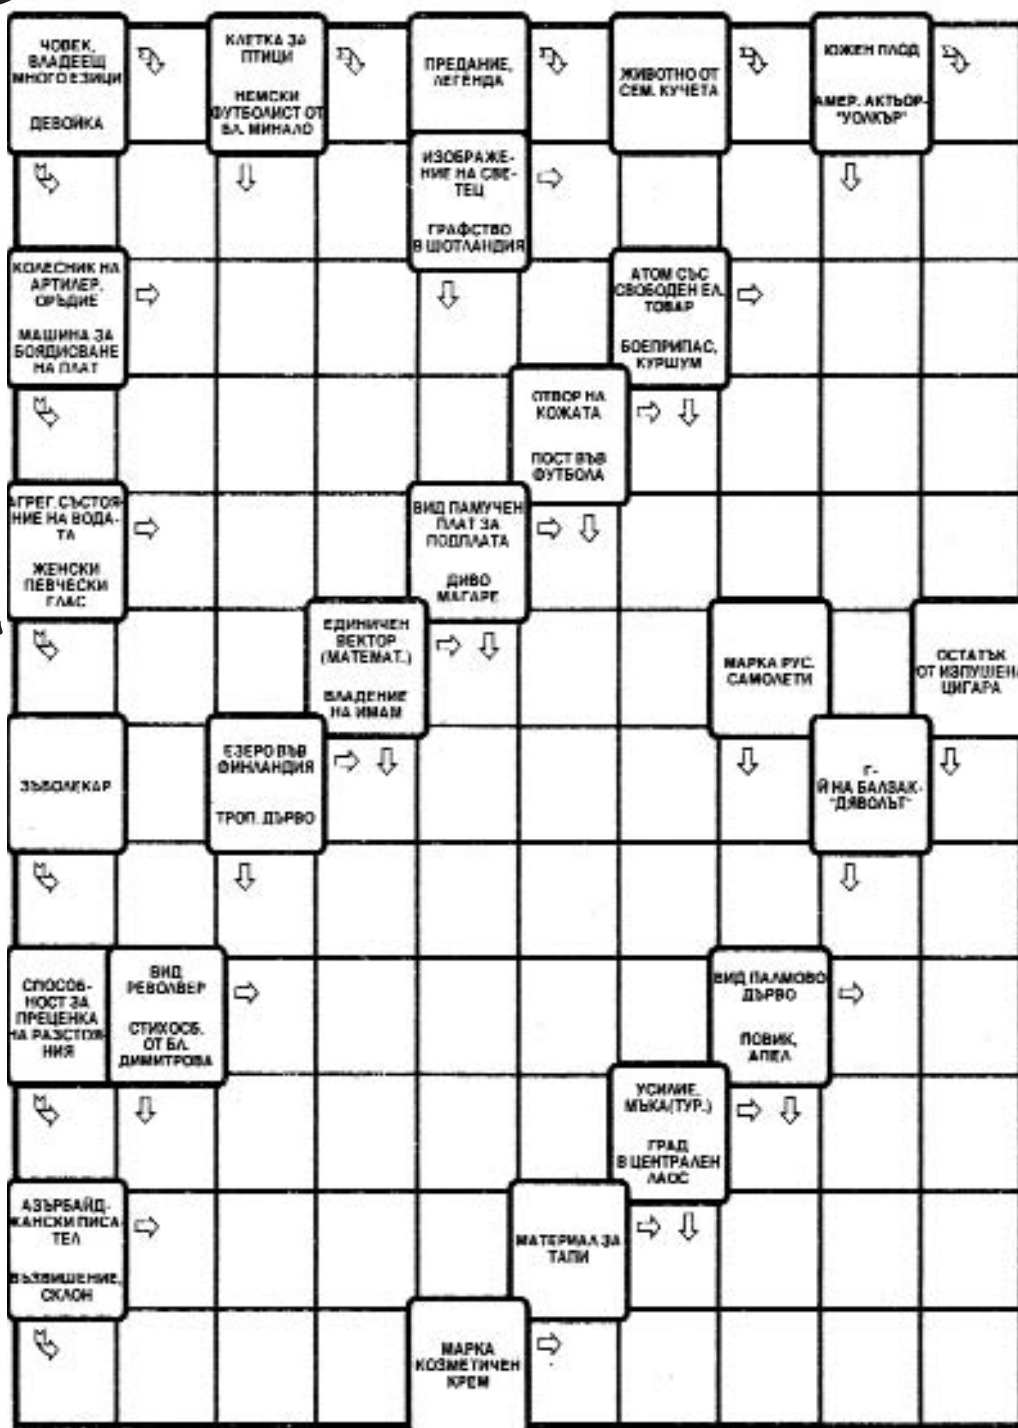 ЧОВЕК,
ВЛАДЕЕЩ
МНОГО ЕЗИЦИ
ДЕВОЙКА
КЛЕТКА ЗА
ПТИЦИ
НЕМСКИ
ФУТБОЛИСТ ОТ
БЛ. МИНАЛО
ПРЕДАНИЕ,
ЛЕГЕНДА
ЖИВОТНО ОТ
СЕМ. КУЧЕТА
ЮЖЕН ПЛОД
АМЕР. АКТЬОР-
"УОЛКЪР"
ИЗОБРАЖЕ-
НИЕ НА СВЕ-
ТЕЦ
ГРАФСТВО
В ШОТЛАНДИЯ
КОЛЕСНИК НА
АРТИЛЕР.
ОРЪДИЕ
МАШИНА ЗА
БОЯДИСВАНЕ
НА ПЛАТ
АТОМ СЪС
СВОБОДЕН ЕЛ.
ТОВАР
БОЕПРИПАС,
КУРШУМ
ОТВОР НА
КОЖАТА
ПОСТ ВЪВ
ФУТБОЛА
АГРЕГ. СЪСТОЯ-
НИЕ НА ВОДА-
ТА
ЖЕНСКИ
ПЕВЧЕСКИ
ГЛАС
ВИД ПАМУЧЕН
ПЛАТ ЗА
ПОДПЛАТА
ДИВО
МАГАРЕ
ЕДИНИЧЕН
ВЕКТОР
(МАТЕМАТ.)
ВЛАДЕНИЕ
НА ИМАМ
МАРКА РУС.
САМОЛЕТИ
ОСТАТЪК
ОТ ИЗПУШЕНА
ЦИГАРА
ЗЪБОЛЕКАР
ЕЗЕРО ВЪВ
ФИНЛАНДИЯ
ТРОП. ДЪРВО
Г-
Й НА БАЛЗАК-
"ДЯВОЛЪТ"
СПОСОБ-
НОСТ ЗА
ПРЕЦЕНКА
НА РАЗСТОЯ-
НИЯ
ВИД
РЕВОЛВЕР
СТИХОСБ.
ОТ БЛ.
ДИМИТРОВА
ВИД ПАЛМОВО
ДЪРВО
ПОВИК,
АПЕЛ
УСИЛИЕ,
МЪКА(ТУР.)
ГРАД
В ЦЕНТРАЛЕН
ЛАОС
АЗЪРБАЙД-
ЖАНСКИ ПИСА-
ТЕЛ
ВЪЗВИШЕНИЕ,
СКЛОН
МАТЕРИАЛ ЗА
ТАПИ
МАРКА
КОЗМЕТИЧЕН
КРЕМ